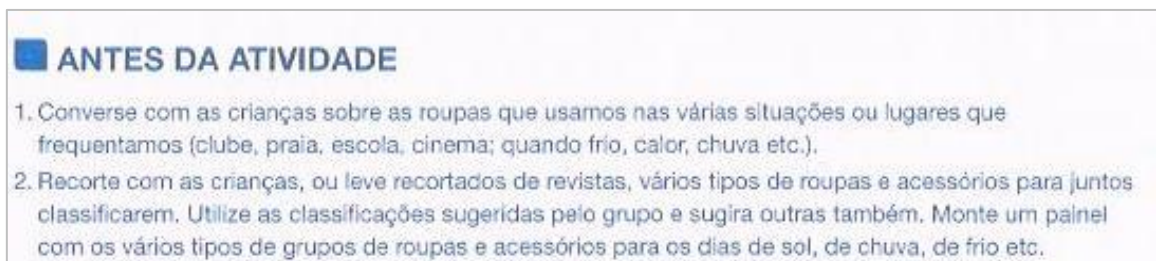 ANTES DA ATIVIDADE
1. Converse com as crianças sobre as roupas que usamos nas várias situações ou lugares que
frequentamos (clube, praia, escola, cinema; quando frio, calor, chuva etc.).
2. Recorte com as crianças, ou leve recortados de revistas, vários tipos de roupas e acessórios para juntos
classificarem. Utilize as classificações sugeridas pelo grupo e sugira outras também. Monte um painel
com os vários tipos de grupos de roupas e acessórios para os dias de sol, de chuva, de frio etc.